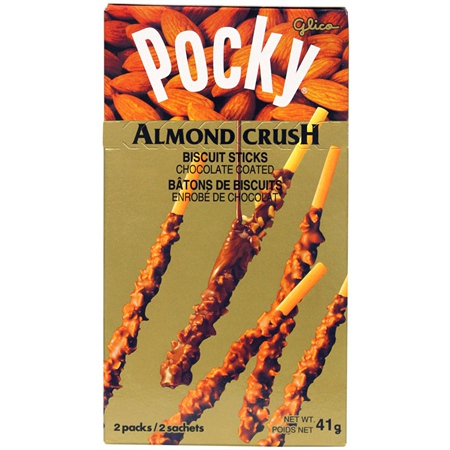 Glico
POCKY
ALMOND CRUSH
BISCUIT STICKS
CHOCOLATE COATED
BÂTONS DE BISCUITS
ENROBÉ DE CHOCOLAT
2 packs / 2 sachets
NET WT.
POIDS NET 41g